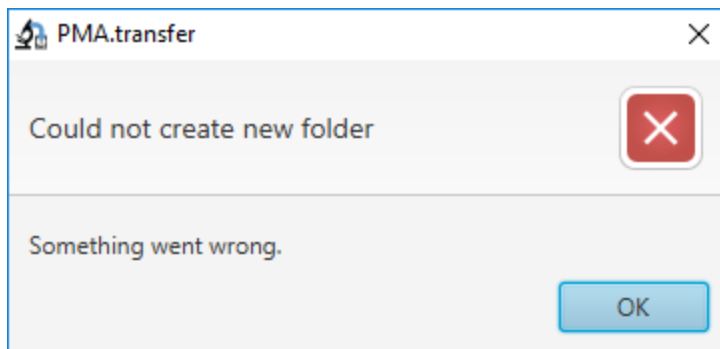 PMA.transfer
Could not create new folder
Something went wrong.
OK